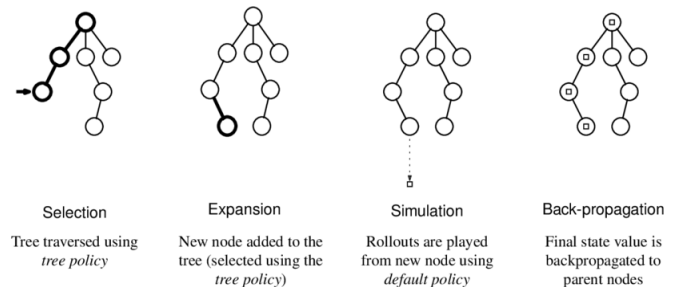 Selection
Tree traversed using
tree policy
Expansion
New node added to the
tree (selected using the
tree policy)
Simulation
Rollouts are played
from new node using
default policy
Back-propagation
Final state value is
backpropagated to
parent nodes